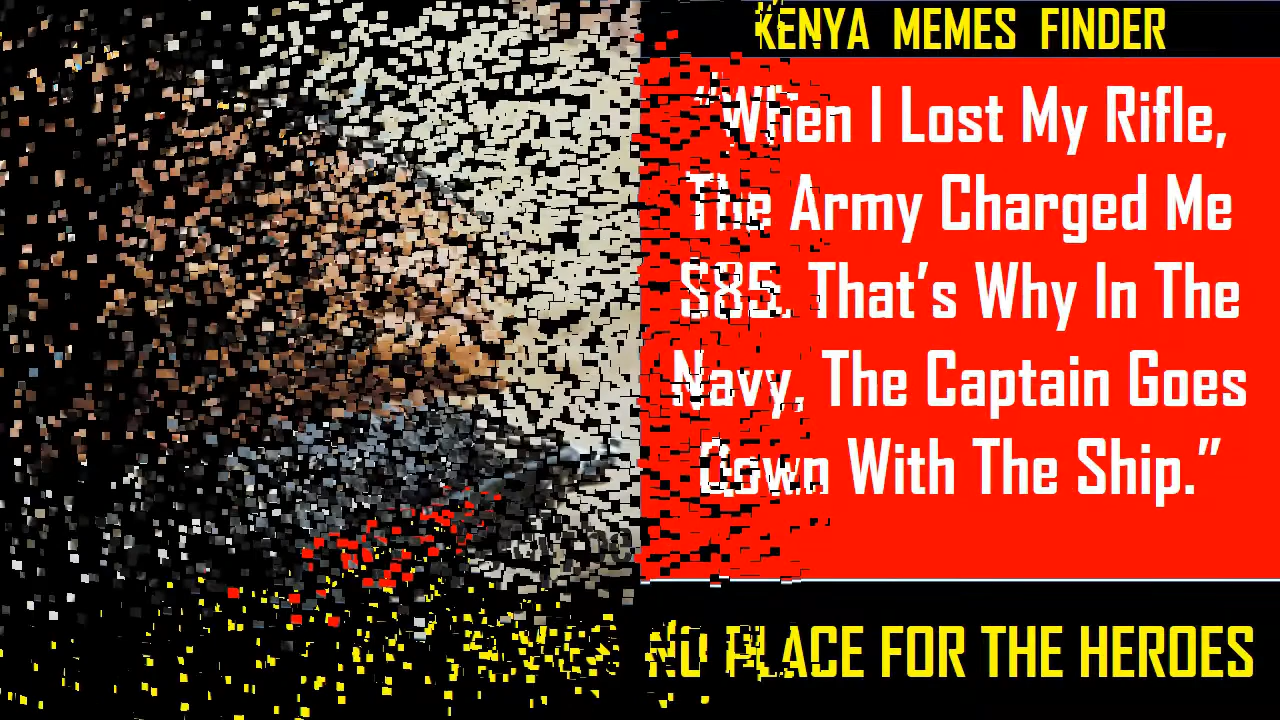 KENYA MEMES FINDER
“When I Lost My Rifle,
The Army Charged Me
$85. That’s Why In The
Navy, The Captain Goes
Down With The Ship.”
NO PLACE FOR THE HEROES